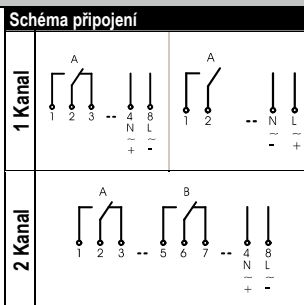 Schéma připojení
1 Kanal
A
1 2 3 -- 4 8
N L
~ ~
+ -
A
1 2 -- N L
~ ~
- +
2 Kanal
A B
1 2 3 -- 5 6 7 -- 4 8
N L
~ ~
+ -